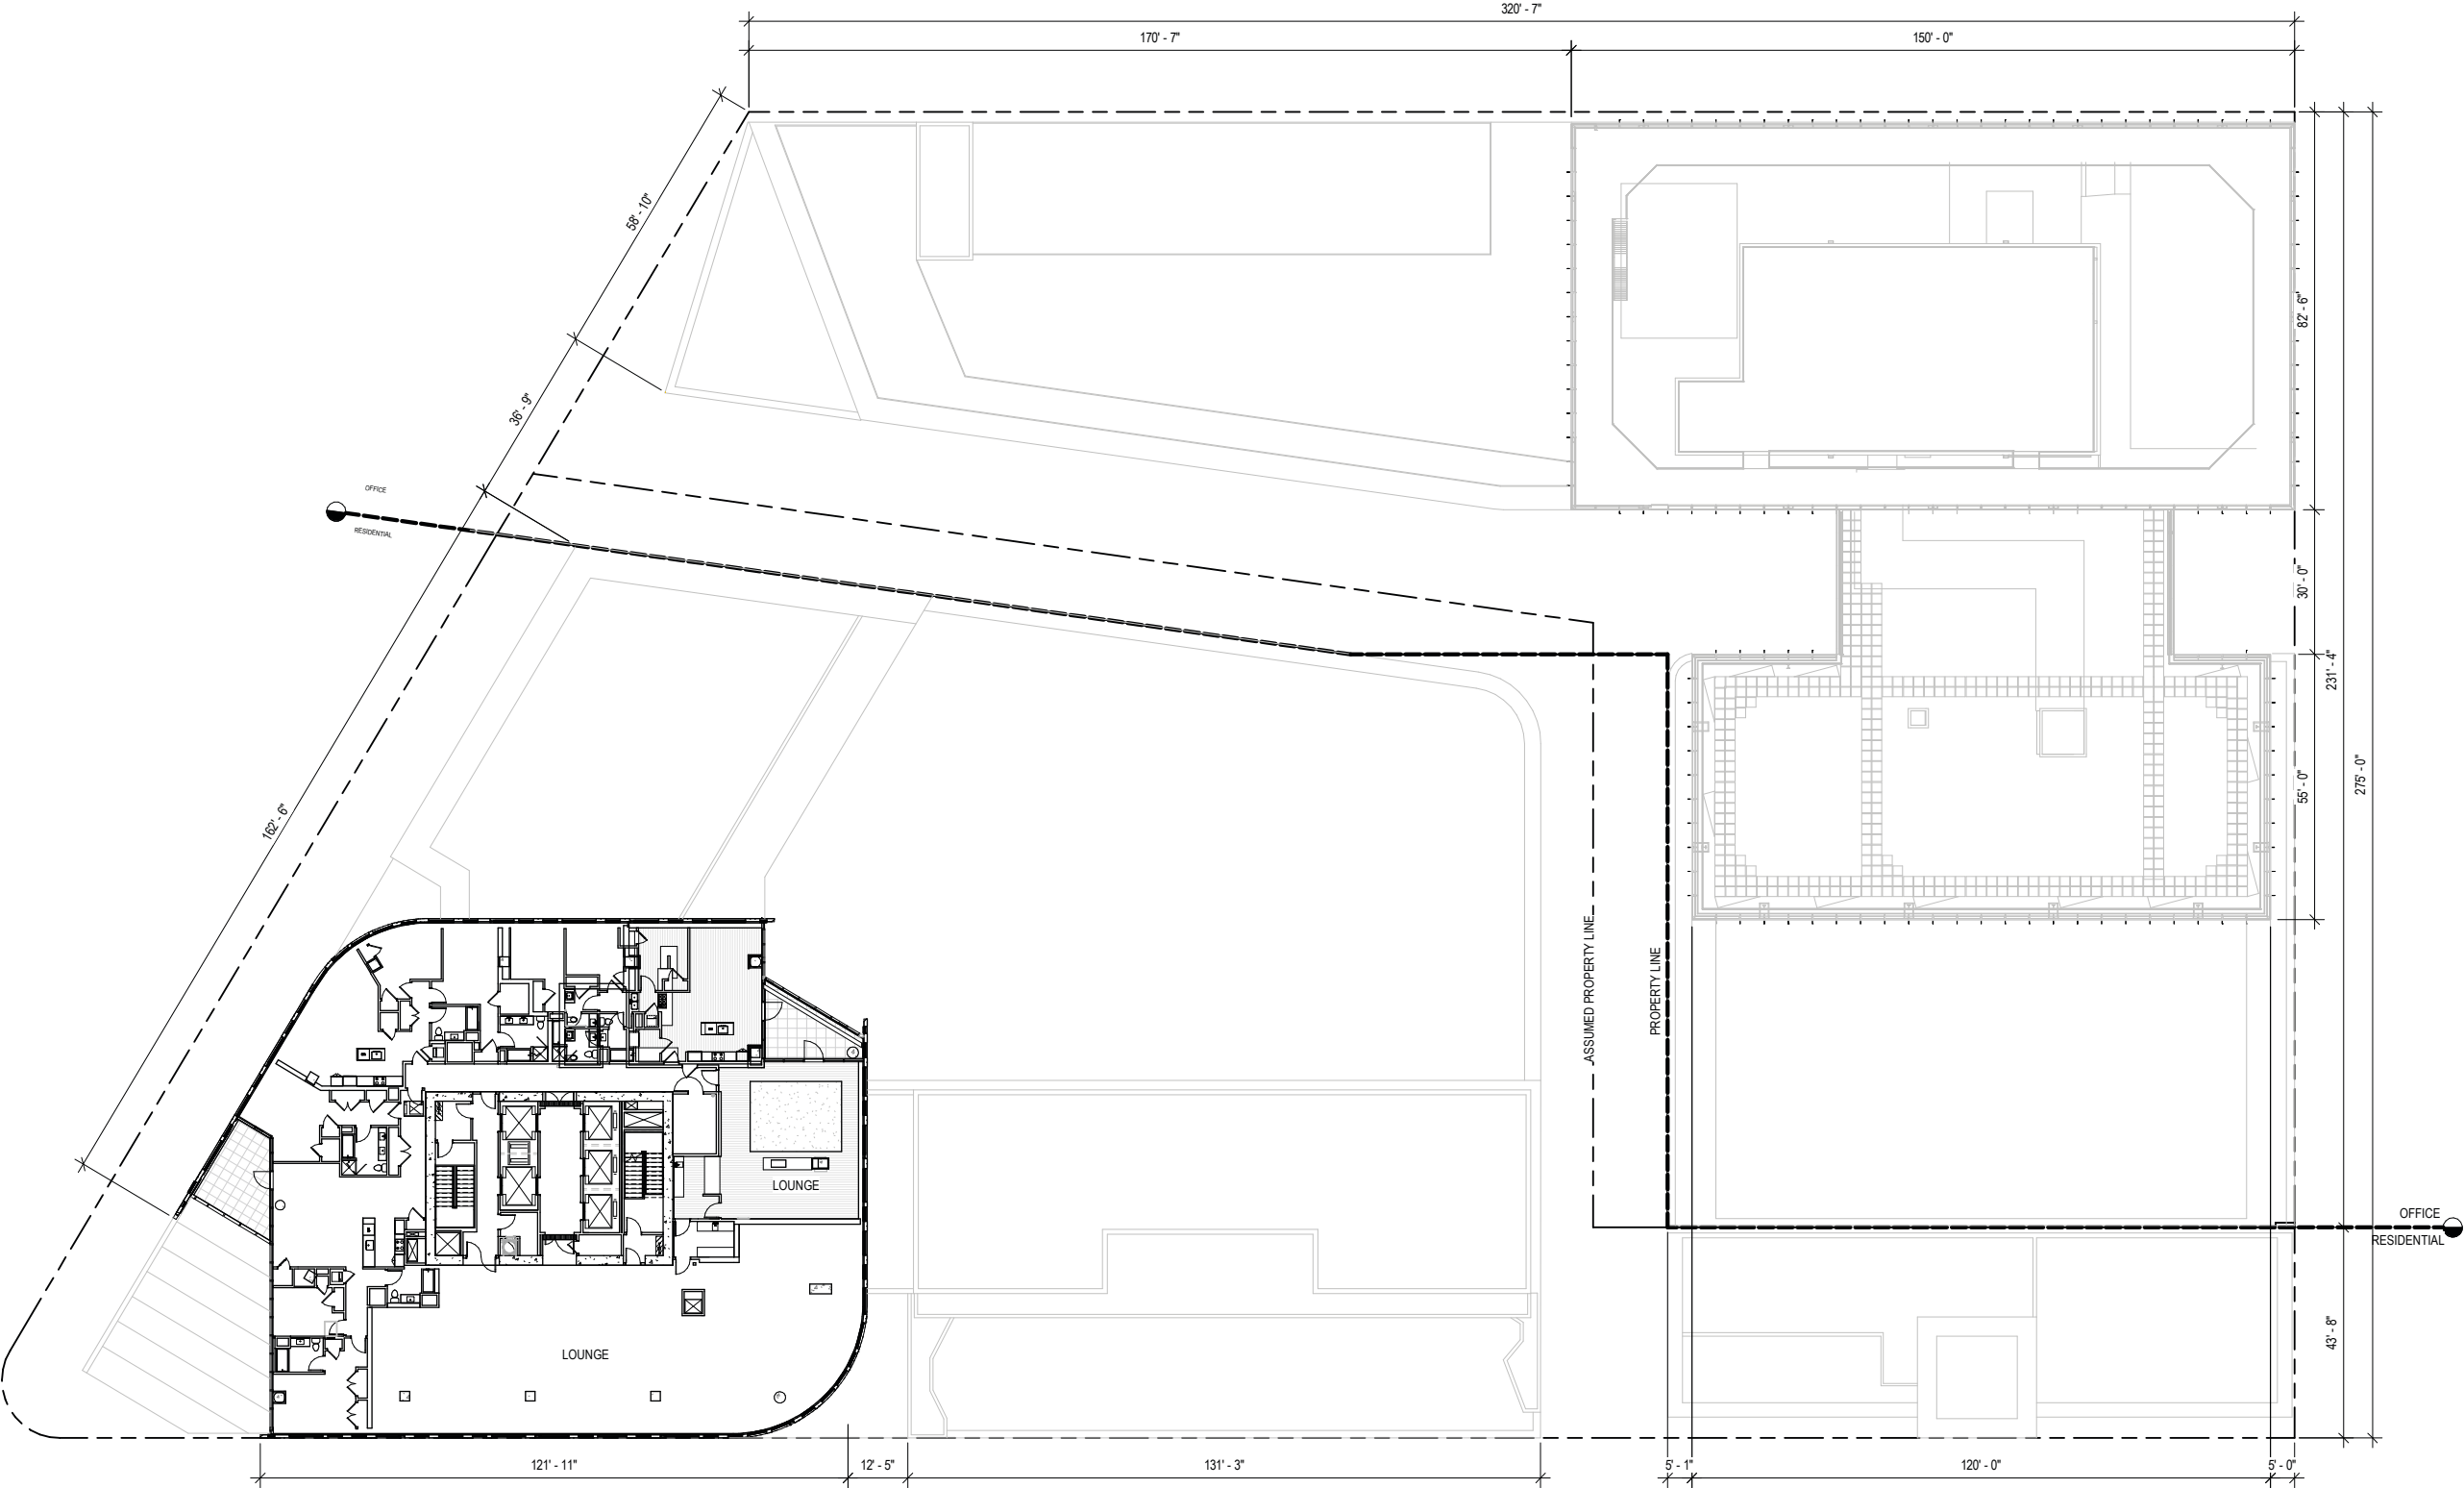 320' - 7"
170' - 7"
150' - 0"
58' - 10"
36' - 9"
162' - 6"
OFFICE
RESIDENTIAL
82' - 6"
30' - 0"
231' - 4"
55' - 0"
275' - 0"
ASSUMED PROPERTY LINE
PROPERTY LINE
LOUNGE
LOUNGE
OFFICE
RESIDENTIAL
43' - 8"
121' - 11"
12' - 5"
131' - 3"
5' - 1"
120' - 0"
5' - 0"